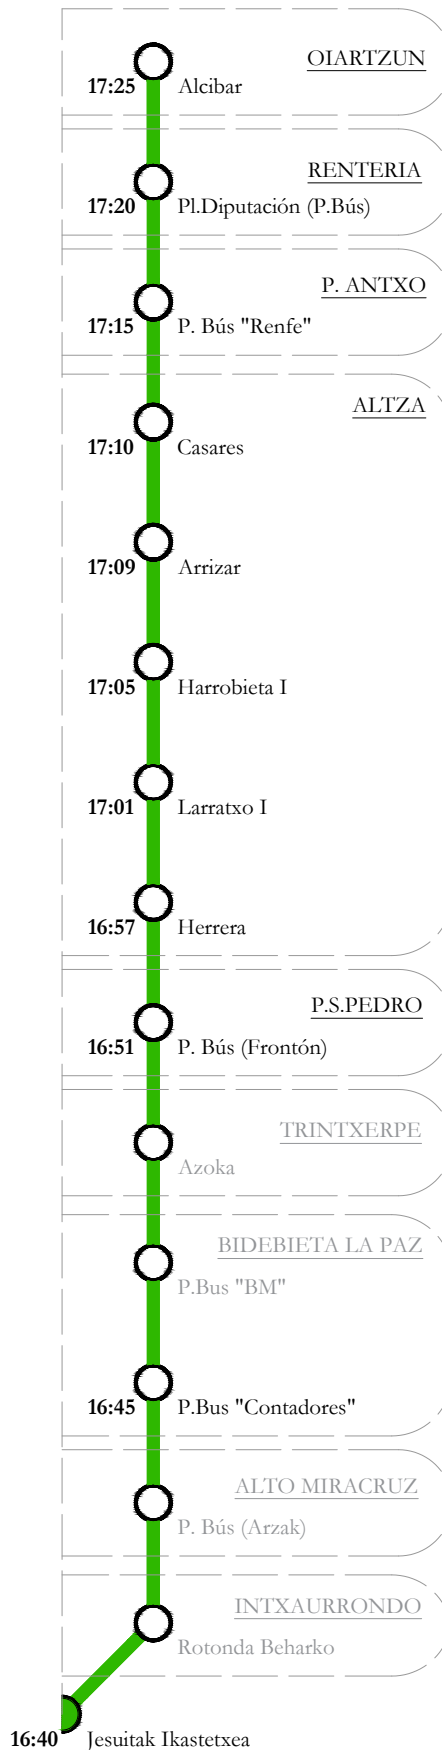 OIARTZUN
17:25 Alcibar
RENTERIA
17:20 Pl.Diputación (P.Bús)
P. ANTXO
17:15 P. Bús "Renfe"
ALTZA
17:10 Casares
17:09 Arrizar
17:05 Harrobieta I
17:01 Larratxo I
16:57 Herrera
P.S.PEDRO
16:51 P. Bús (Frontón)
TRINTXERPE
Azoka
BIDEBIETA LA PAZ
P.Bus "BM"
16:45 P.Bus "Contadores"
ALTO MIRACRUZ
P. Bús (Arzak)
INTXAURRONDO
Rotonda Beharko
16:40 Jesuitak Ikastetxea